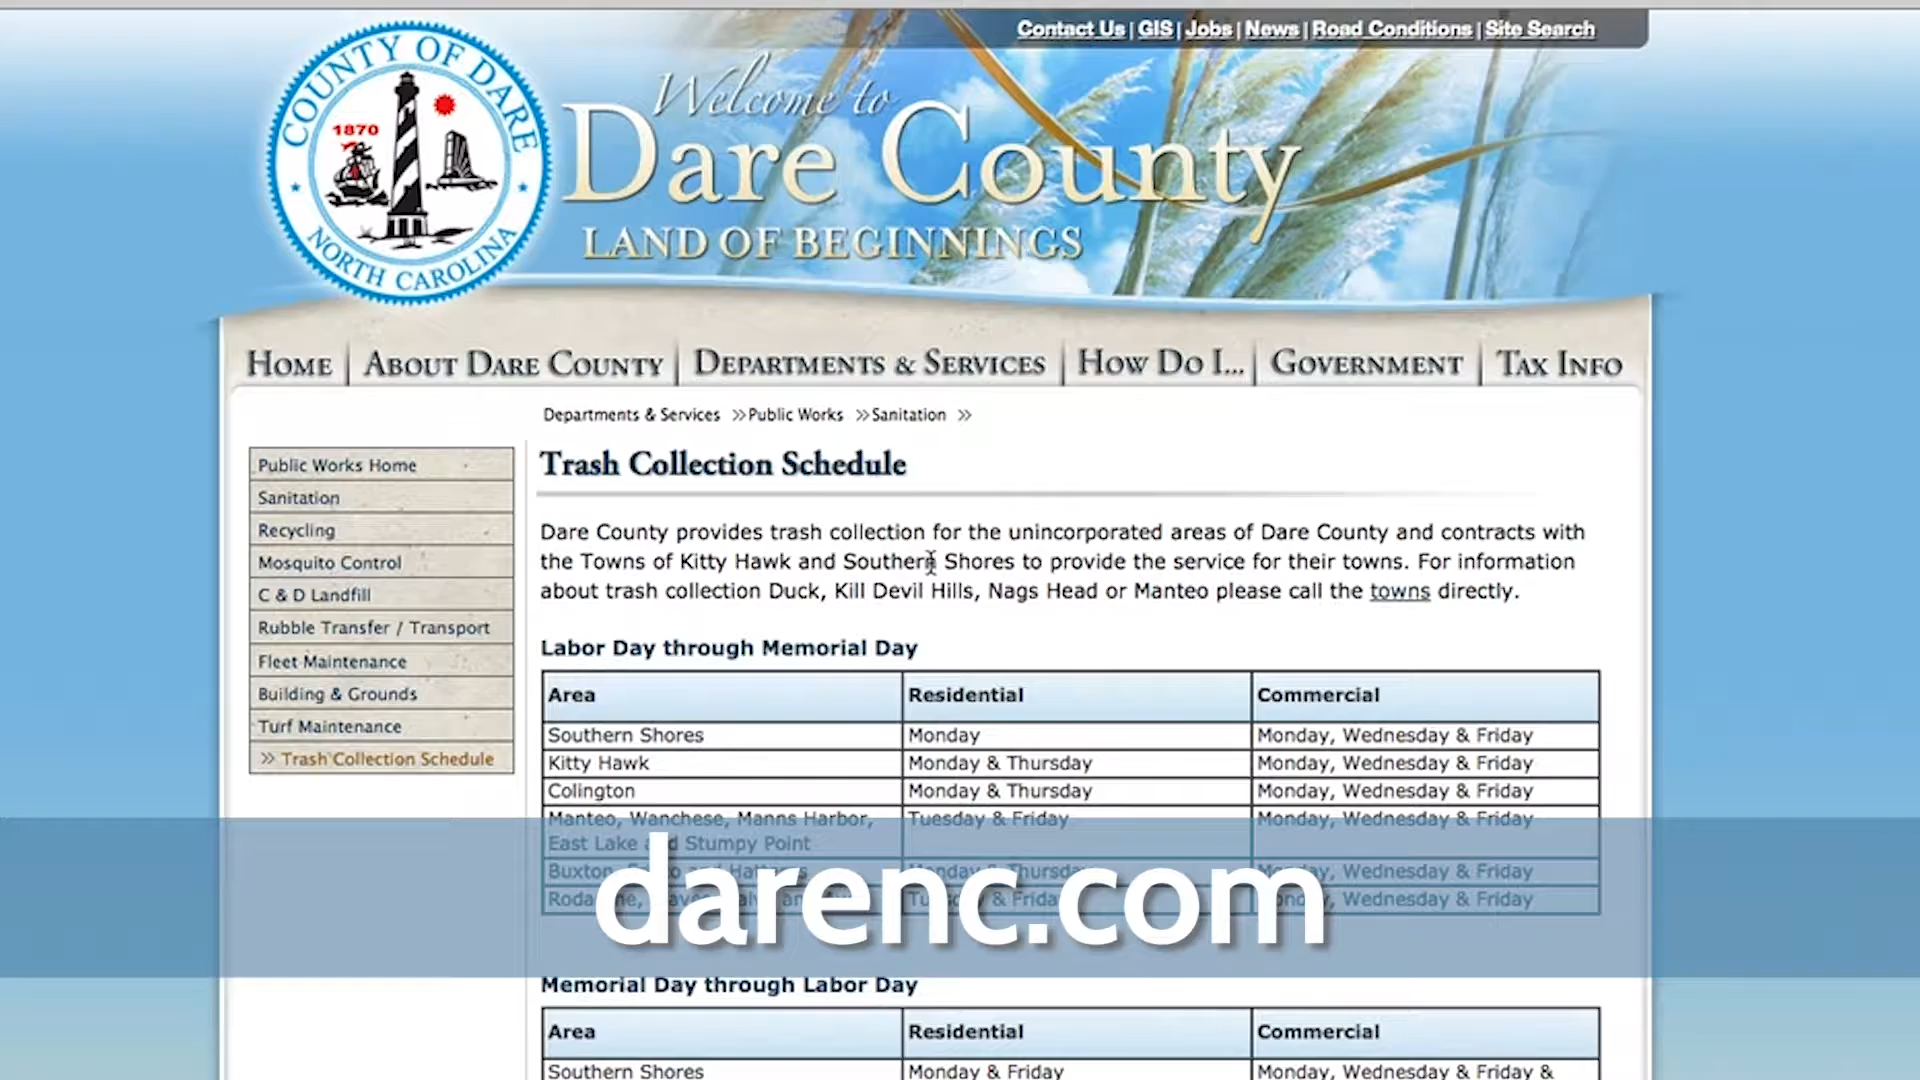 Contact Us | GIS | Jobs | News | Road Conditions | Site Search
COUNTY OF DARE
1870
NORTH CAROLINA
Welcome to
Dare County
LAND OF BEGINNINGS
HOME | ABOUT DARE COUNTY | DEPARTMENTS & SERVICES | HOW DO I... | GOVERNMENT | TAX INFO
Departments & Services »Public Works »Sanitation »
Public Works Home
Sanitation
Recycling
Mosquito Control
C & D Landfill
Rubble Transfer / Transport
Fleet Maintenance
Building & Grounds
Turf Maintenance
» Trash Collection Schedule
Trash Collection Schedule
Dare County provides trash collection for the unincorporated areas of Dare County and contracts with
the Towns of Kitty Hawk and Southern Shores to provide the service for their towns. For information
about trash collection Duck, Kill Devil Hills, Nags Head or Manteo please call the towns directly.
Labor Day through Memorial Day
Area Residential Commercial
Southern Shores Monday Monday, Wednesday & Friday
Kitty Hawk Monday & Thursday Monday, Wednesday & Friday
Colington Monday & Thursday Monday, Wednesday & Friday
Manteo, Wanchese, Manns Harbor, Tuesday & Friday Monday, Wednesday & Friday
East Lake and Stumpy Point
Buxton, Monday & Thursday Monday, Wednesday & Friday
Tuesday & Friday Monday, Wednesday & Friday
darenc.com
Memorial Day through Labor Day
Area Residential Commercial
Southern Shores Monday & Friday Monday, Wednesday &